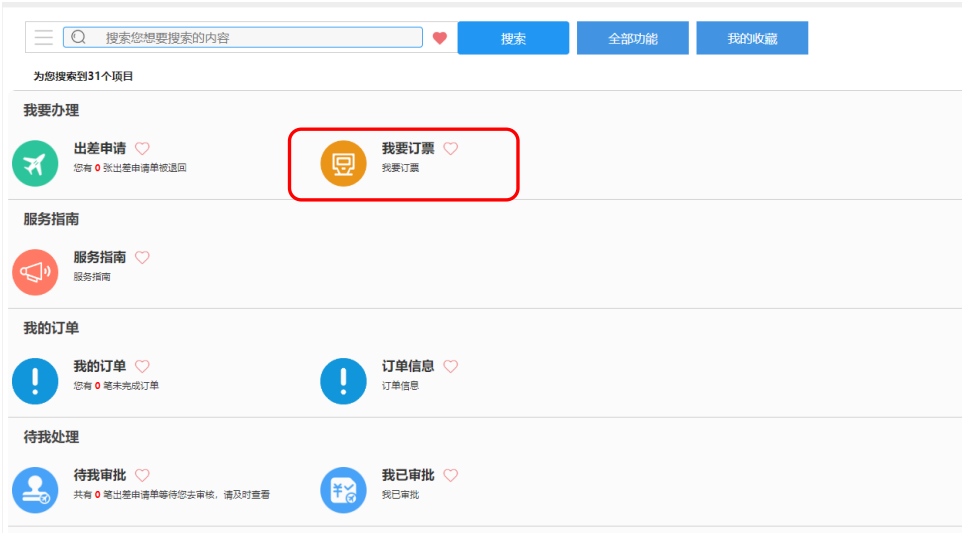 搜索您想要搜索的内容 搜索 全部功能 我的收藏
为您搜索到31个项目
我要办理
出差申请 我要订票
您有 0 张出差申请单被退回 我要订票
服务指南
服务指南
服务指南
我的订单
我的订单 订单信息
您有 0 笔未完成订单 订单信息
待我处理
待我审批 我已审批
共有 0 笔出差申请单等待您去审核，请及时查看 我已审批